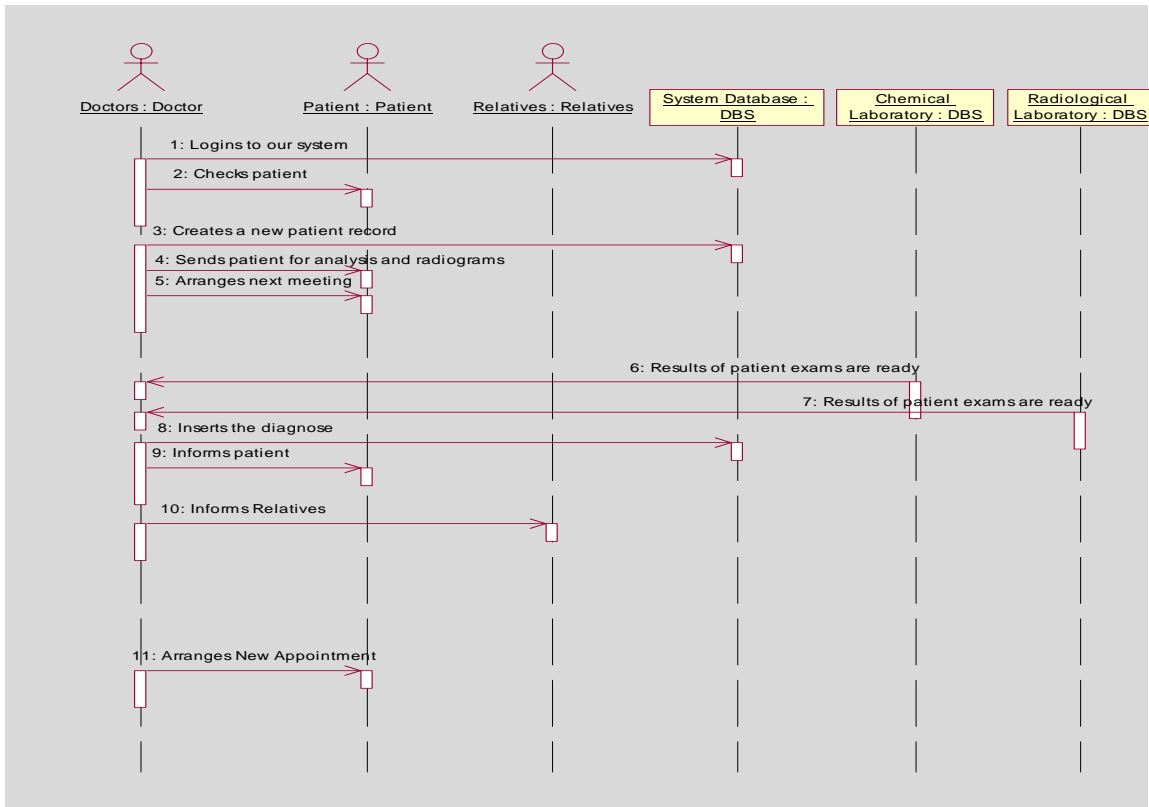 Doctors : Doctor
Patient : Patient
Relatives : Relatives
System Database :
DBS
Chemical
Laboratory : DBS
Radiological
Laboratory : DBS
1: Logins to our system
2: Checks patient
3: Creates a new patient record
4: Sends patient for analysis and radiograms
5: Arranges next meeting
6: Results of patient exams are ready
7: Results of patient exams are ready
8: Inserts the diagnose
9: Informs patient
10: Informs Relatives
11: Arranges New Appointment